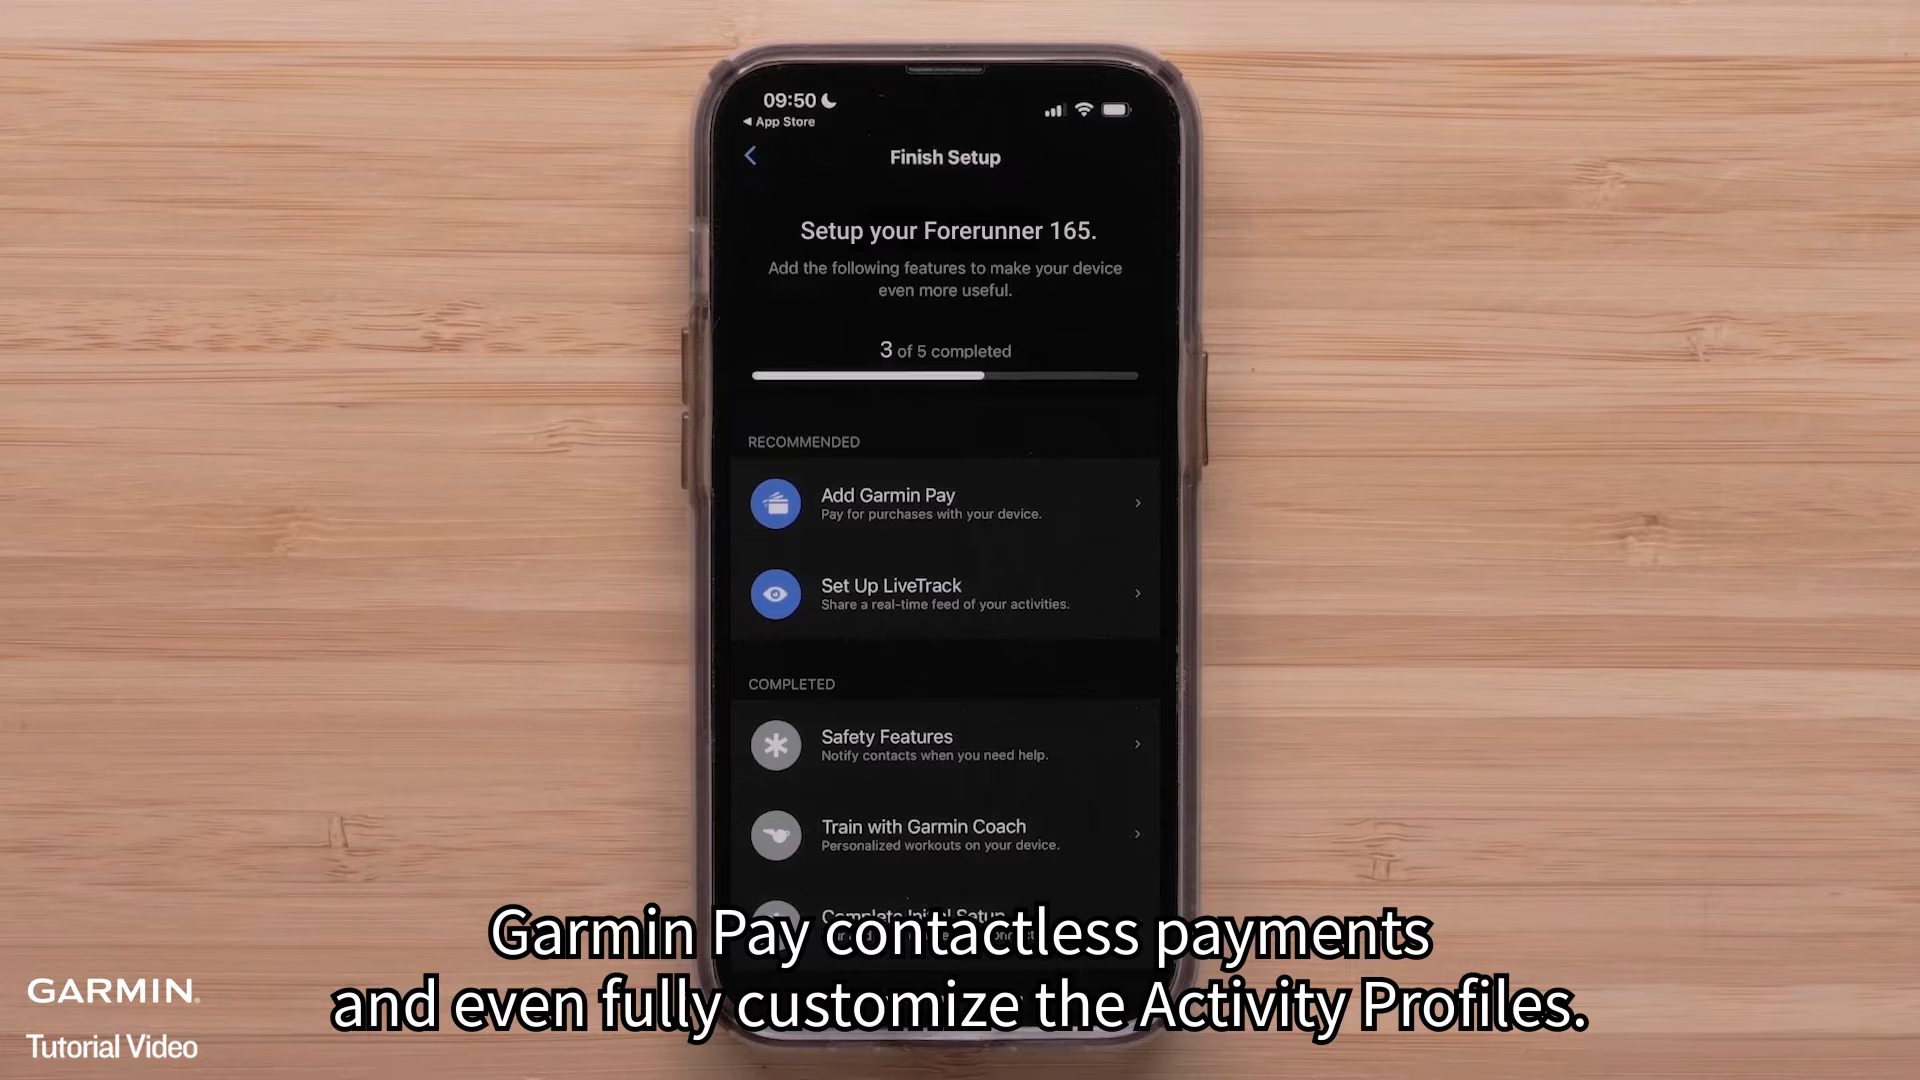 09:50
App Store
Finish Setup
Setup your Forerunner 165.
Add the following features to make your device
even more useful.
3 of 5 completed
RECOMMENDED
Add Garmin Pay
Pay for purchases with your device.
Set Up LiveTrack
Share a real-time feed of your activities.
COMPLETED
Safety Features
Notify contacts when you need help.
Train with Garmin Coach
Personalized workouts on your device.
Complete Initial Setup
Garmin Pay contactless payments
and even fully customize the Activity Profiles.
GARMIN
Tutorial Video